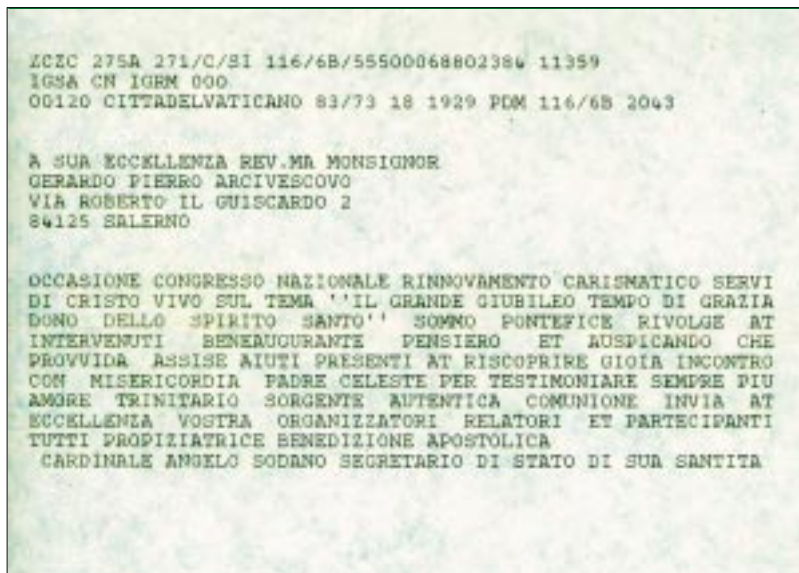 ZCZC 275A 271/C/SI 116/6B/55500068802384 11359
IGSA CN IGRM 000
00120 CITTADELVATICANO 83/73 18 1929 PDM 116/6B 2043
A SUA ECCELLENZA REV.MA MONSIGNOR
GERARDO PIERRO ARCIVESCOVO
VIA ROBERTO IL GUISCARDO 2
84125 SALERNO
OCCASIONE CONGRESSO NAZIONALE RINNOVAMENTO CARISMATICO SERVI
DI CRISTO VIVO SUL TEMA ''IL GRANDE GIUBILEO TEMPO DI GRAZIA
DONO DELLO SPIRITO SANTO'' SOMMO PONTEFICE RIVOLGE AT
INTERVENUTI BENEAUGURANTE PENSIERO ET AUSPICANDO CHE
PROVVIDA ASSISE AIUTI PRESENTI AT RISCOPRIRE GIOIA INCONTRO
CON MISERICORDIA PADRE CELESTE PER TESTIMONIARE SEMPRE PIU
AMORE TRINITARIO SORGENTE AUTENTICA COMUNIONE INVIA AT
ECCELLENZA VOSTRA ORGANIZZATORI RELATORI ET PARTECIPANTI
TUTTI PROPIZIATRICE BENEDIZIONE APOSTOLICA
CARDINALE ANGELO SODANO SEGRETARIO DI STATO DI SUA SANTITA